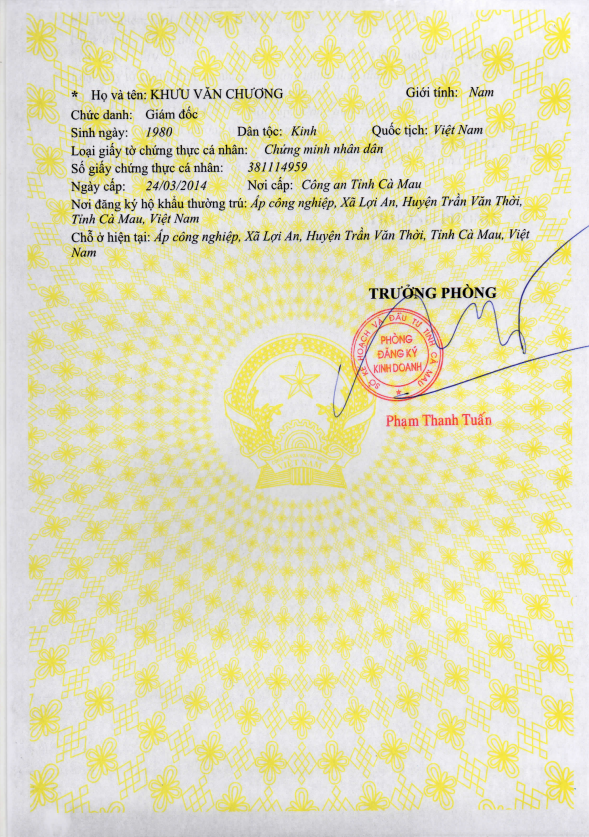 * Họ và tên: KHƯU VĂN CHƯƠNG Giới tính: Nam
Chức danh: Giám đốc
Sinh ngày: 1980 Dân tộc: Kinh Quốc tịch: Việt Nam
Loại giấy tờ chứng thực cá nhân: Chứng minh nhân dân
Số giấy chứng thực cá nhân: 381114959
Ngày cấp: 24/03/2014 Nơi cấp: Công an Tỉnh Cà Mau
Nơi đăng ký hộ khẩu thường trú: Ấp công nghiệp, Xã Lợi An, Huyện Trần Văn Thời,
Tỉnh Cà Mau, Việt Nam
Chỗ ở hiện tại: Ấp công nghiệp, Xã Lợi An, Huyện Trần Văn Thời, Tỉnh Cà Mau, Việt
Nam
TRƯỞNG PHÒNG
SỞ KẾ HOẠCH VÀ ĐẦU TƯ TỈNH CÀ MAU
PHÒNG
ĐĂNG KÝ
KINH DOANH
*
Phạm Thanh Tuấn